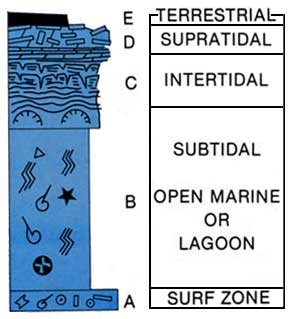 E TERRESTRIAL
D SUPRATIDAL
C INTERTIDAL
SUBTIDAL
B OPEN MARINE
OR
LAGOON
A SURF ZONE